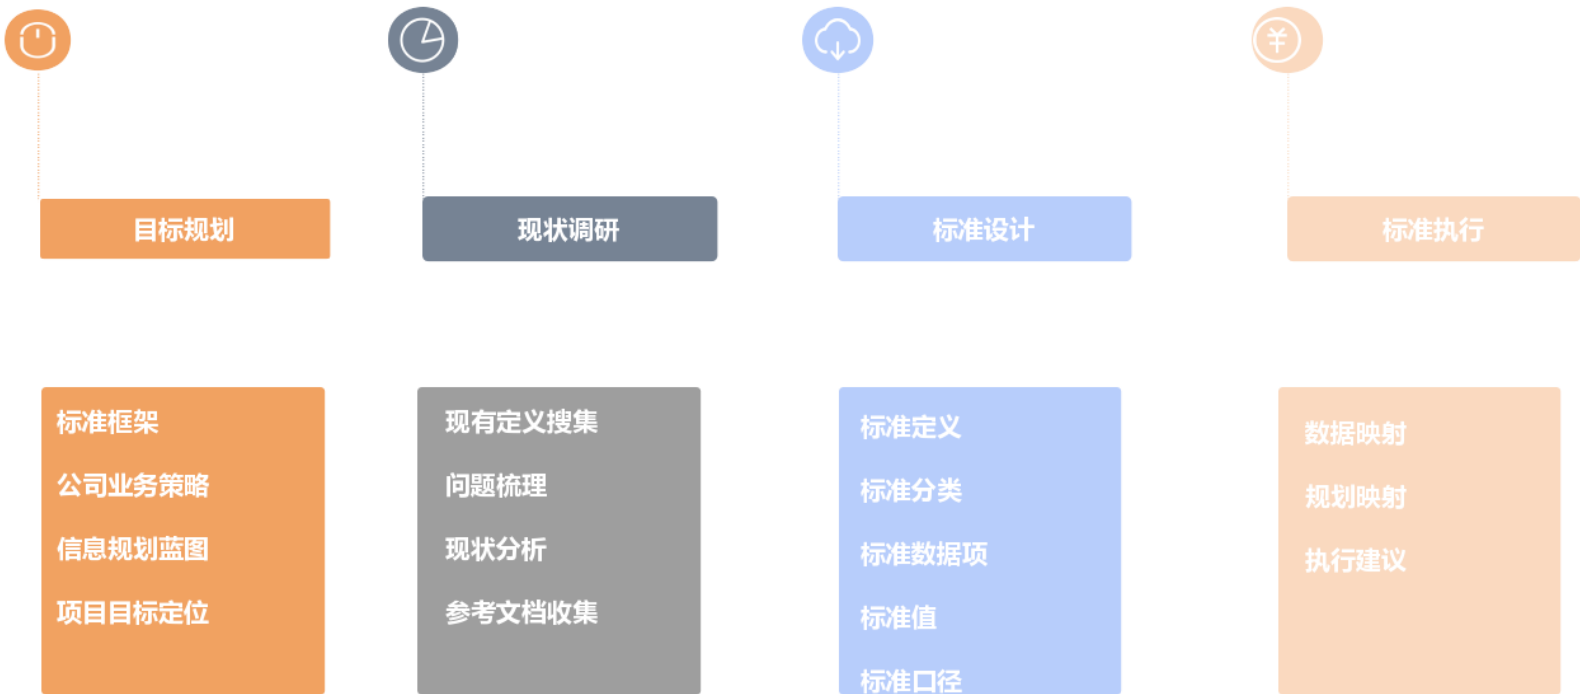 目标规划
现状调研
标准设计
标准执行
标准框架
公司业务策略
信息规划蓝图
项目目标定位
现有定义搜集
问题梳理
现状分析
参考文档收集
标准定义
标准分类
标准数据项
标准值
标准口径
数据映射
规划映射
执行建议